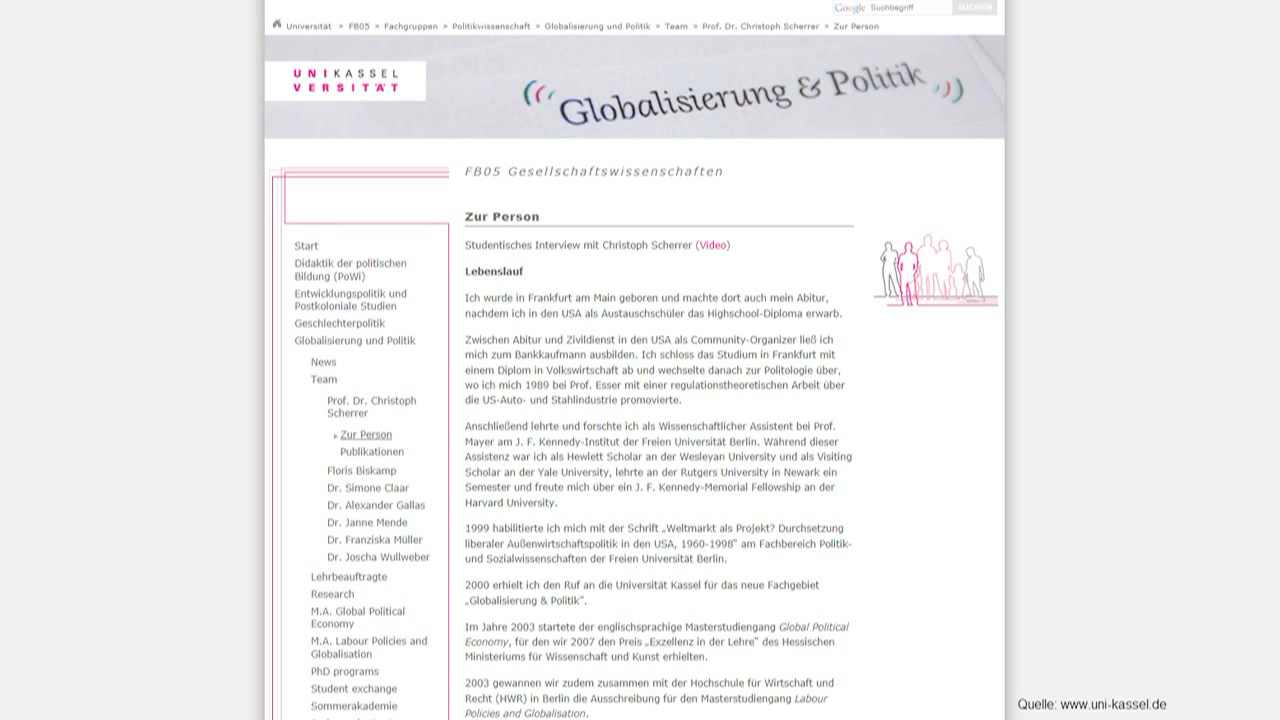 Google Suchbegriff SUCHEN
Universität » FB05 » Fachgruppen » Politikwissenschaft » Globalisierung und Politik » Team » Prof. Dr. Christoph Scherrer » Zur Person
UNIKASSEL
VERSITÄT
Globalisierung & Politik
FB05 Gesellschaftswissenschaften
Start
Didaktik der politischen
Bildung (PoWi)
Entwicklungspolitik und
Postkoloniale Studien
Geschlechterpolitik
Globalisierung und Politik
News
Team
Prof. Dr. Christoph
Scherrer
Zur Person
Publikationen
Floris Biskamp
Dr. Simone Claar
Dr. Alexander Gallas
Dr. Janne Mende
Dr. Franziska Müller
Dr. Joscha Wullweber
Lehrbeauftragte
Research
M.A. Global Political
Economy
M.A. Labour Policies and
Globalisation
PhD programs
Student exchange
Sommerakademie
Zur Person
Studentisches Interview mit Christoph Scherrer (Video)
Lebenslauf
Ich wurde in Frankfurt am Main geboren und machte dort auch mein Abitur,
nachdem ich in den USA als Austauschschüler das Highschool-Diploma erwarb.
Zwischen Abitur und Zivildienst in den USA als Community-Organizer ließ ich
mich zum Bankkaufmann ausbilden. Ich schloss das Studium in Frankfurt mit
einem Diplom in Volkswirtschaft ab und wechselte danach zur Politologie über,
wo ich mich 1989 bei Prof. Esser mit einer regulationstheoretischen Arbeit über
die US-Auto- und Stahlindustrie promovierte.
Anschließend lehrte und forschte ich als Wissenschaftlicher Assistent bei Prof.
Mayer am J. F. Kennedy-Institut der Freien Universität Berlin. Während dieser
Assistenz war ich als Hewlett Scholar an der Wesleyan University und als Visiting
Scholar an der Yale University, lehrte an der Rutgers University in Newark ein
Semester und freute mich über ein J. F. Kennedy-Memorial Fellowship an der
Harvard University.
1999 habilitierte ich mich mit der Schrift „Weltmarkt als Projekt? Durchsetzung
liberaler Außenwirtschaftspolitik in den USA, 1960-1998“ am Fachbereich Politik-
und Sozialwissenschaften der Freien Universität Berlin.
2000 erhielt ich den Ruf an die Universität Kassel für das neue Fachgebiet
„Globalisierung & Politik“.
Im Jahre 2003 startete der englischsprachige Masterstudiengang Global Political
Economy, für den wir 2007 den Preis „Exzellenz in der Lehre“ des Hessischen
Ministeriums für Wissenschaft und Kunst erhielten.
2003 gewannen wir zudem zusammen mit der Hochschule für Wirtschaft und
Recht (HWR) in Berlin die Ausschreibung für den Masterstudiengang Labour
Policies and Globalisation.
Quelle: www.uni-kassel.de